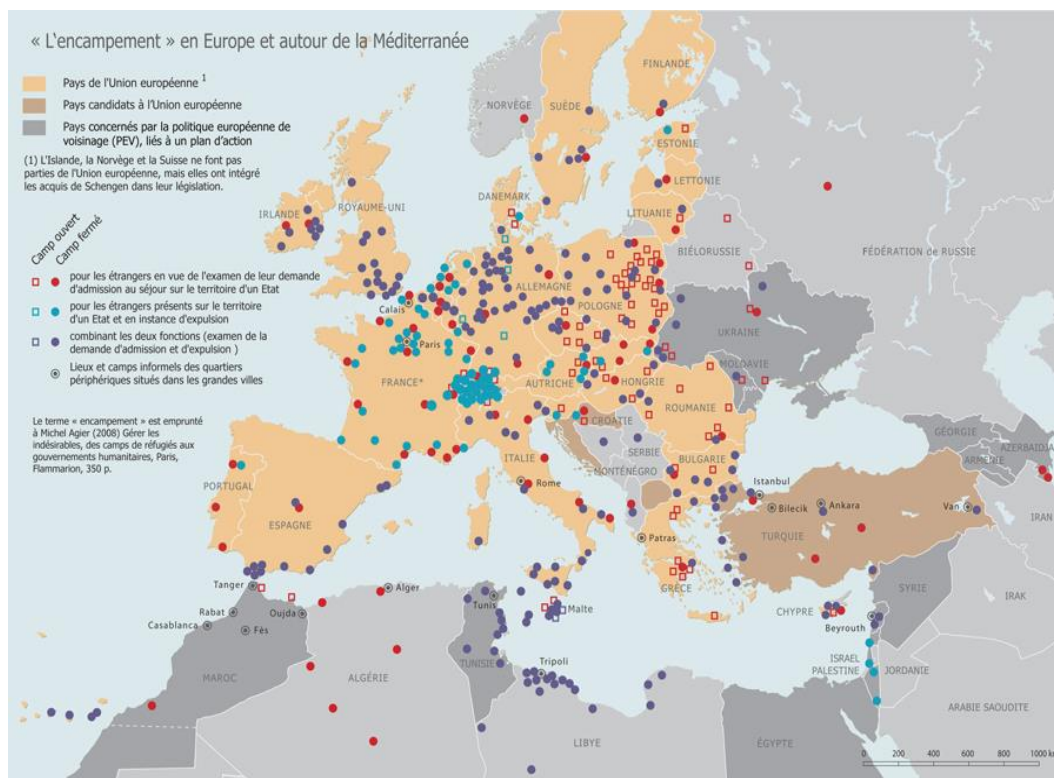 « L'encampement » en Europe et autour de la Méditerranée
Pays de l'Union européenne 1
Pays candidats à l'Union européenne
Pays concernés par la politique européenne de
voisinage (PEV), liés à un plan d'action
(1) L'Islande, la Norvège et la Suisse ne font pas
parties de l'Union européenne, mais elles ont intégré
les acquis de Schengen dans leur législation.
Camp ouvert
Camp fermé
pour les étrangers en vue de l'examen de leur demande
d'admission au séjour sur le territoire d'un Etat
pour les étrangers présents sur le territoire
d'un Etat et en instance d'expulsion
combinant les deux fonctions (examen de la
demande d'admission et d'expulsion )
Lieux et camps informels des quartiers
périphériques situés dans les grandes villes
Le terme « encampement » est emprunté
à Michel Agier (2008) Gérer les
indésirables, des camps de réfugiés aux
gouvernements humanitaires, Paris,
Flammarion, 350 p.
FINLANDE
NORVÈGE
SUÈDE
ESTONIE
LETTONIE
DANEMARK
LITUANIE
IRLANDE
ROYAUME-UNI
BIÉLORUSSIE
FÉDÉRATION de RUSSIE
ALLEMAGNE
POLOGNE
Calais
UKRAINE
Paris
MOLDAVIE
FRANCE*
AUTRICHE
HONGRIE
ROUMANIE
CROATIE
SERBIE
GÉORGIE
ITALIE
BULGARIE
AZERBAIDJA
MONTÉNÉGRO
ARMÉNIE
PORTUGAL
Rome
Istanbul
Ankara
Bilecik
Van
ESPAGNE
IRAN
TURQUIE
Patras
GRÈCE
Tanger
Alger
Tunis
Malte
SYRIE
IRAK
CHYPRE
Rabat
Oujda
Casablanca
Fès
Beyrouth
ISRAEL
PALESTINE
JORDANIE
TUNISIE
Tripoli
MAROC
ALGÉRIE
ARABIE SAOUDITE
LIBYE
ÉGYPTE
0 200 400 600 800 1000 km